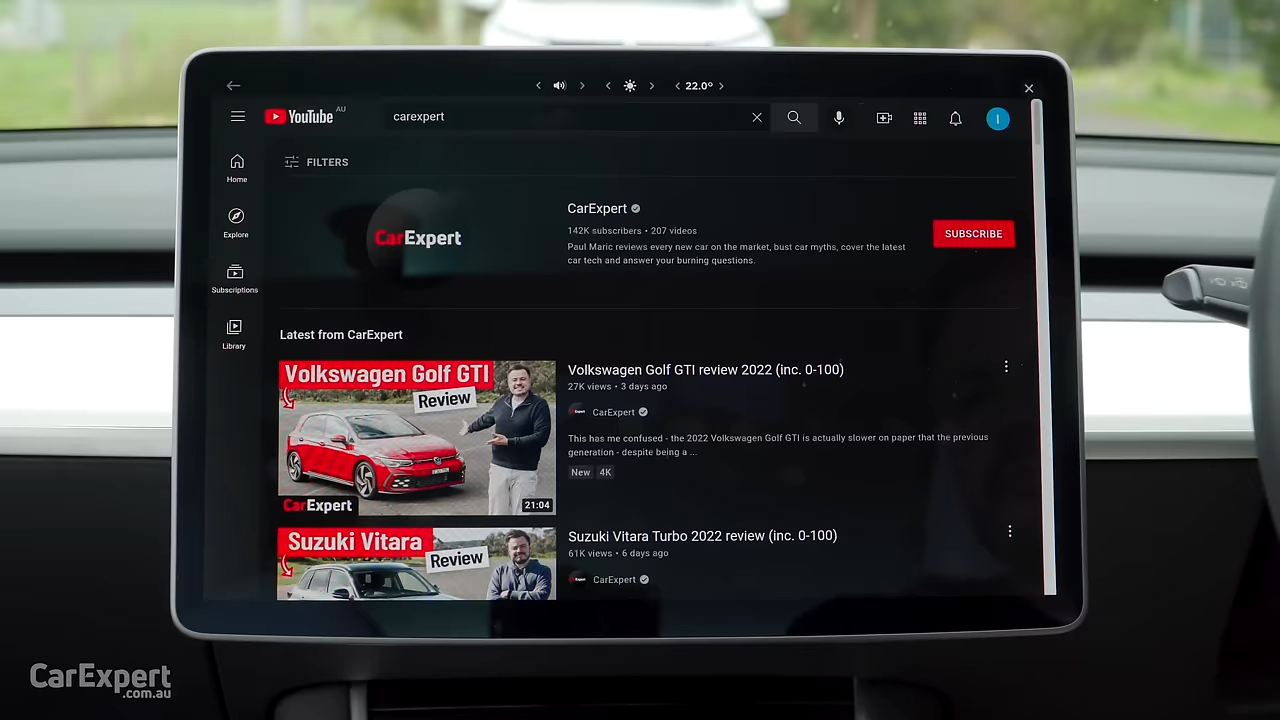 22.0°
YouTube AU
carexpert
FILTERS
Home
Explore
Subscriptions
Library
CarExpert
CarExpert
142K subscribers • 207 videos
Paul Maric reviews every new car on the market, bust car myths, cover the latest
car tech and answer your burning questions.
SUBSCRIBE
I
Latest from CarExpert
Volkswagen Golf GTI
Review
CarExpert
21:04
Volkswagen Golf GTI review 2022 (inc. 0-100)
27K views • 3 days ago
CarExpert
This has me confused - the 2022 Volkswagen Golf GTI is actually slower on paper that the previous
generation - despite being a ...
New 4K
Suzuki Vitara
Review
Suzuki Vitara Turbo 2022 review (inc. 0-100)
61K views • 6 days ago
CarExpert
CarExpert
.com.au